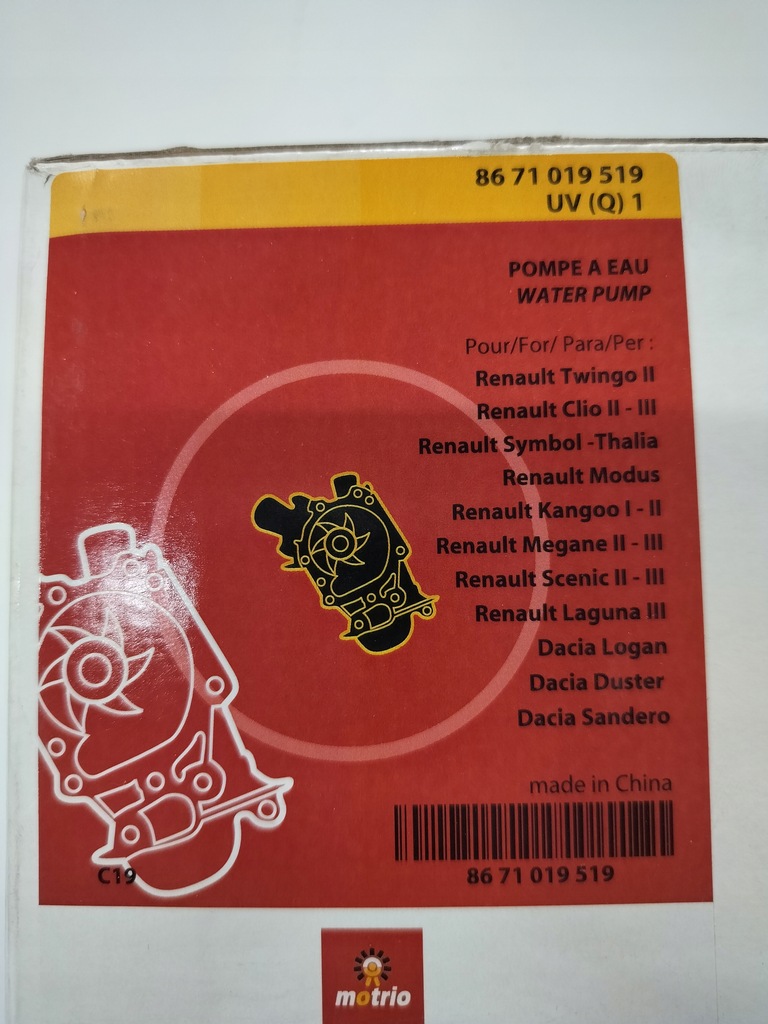 86 71 019 519
UV (Q) 1
POMPE A EAU
WATER PUMP
Pour/For/ Para/Per :
Renault Twingo II
Renault Clio II - III
Renault Symbol -Thalia
Renault Modus
Renault Kangoo I - II
Renault Megane II - III
Renault Scenic II - III
Renault Laguna III
Dacia Logan
Dacia Duster
Dacia Sandero
made in China
C19
86 71 019 519
motrio